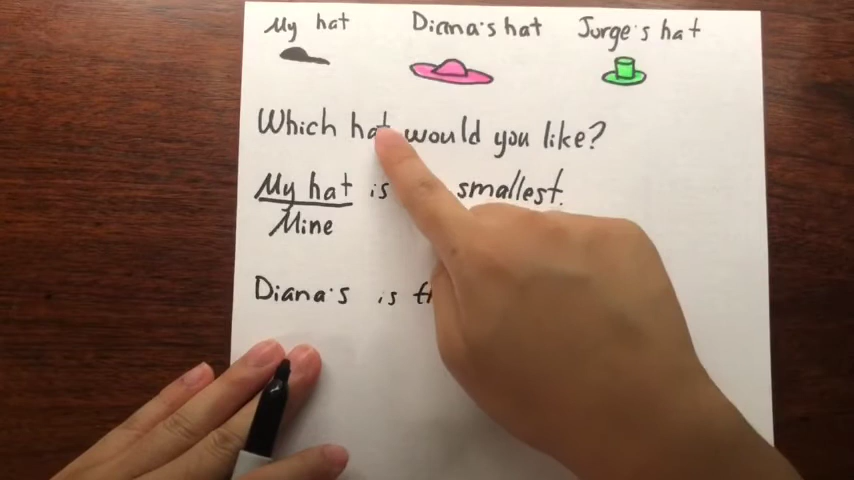 My hat Diana's hat Jorge's hat
Which hat would you like?
My hat is smallest.
Mine
Diana's is